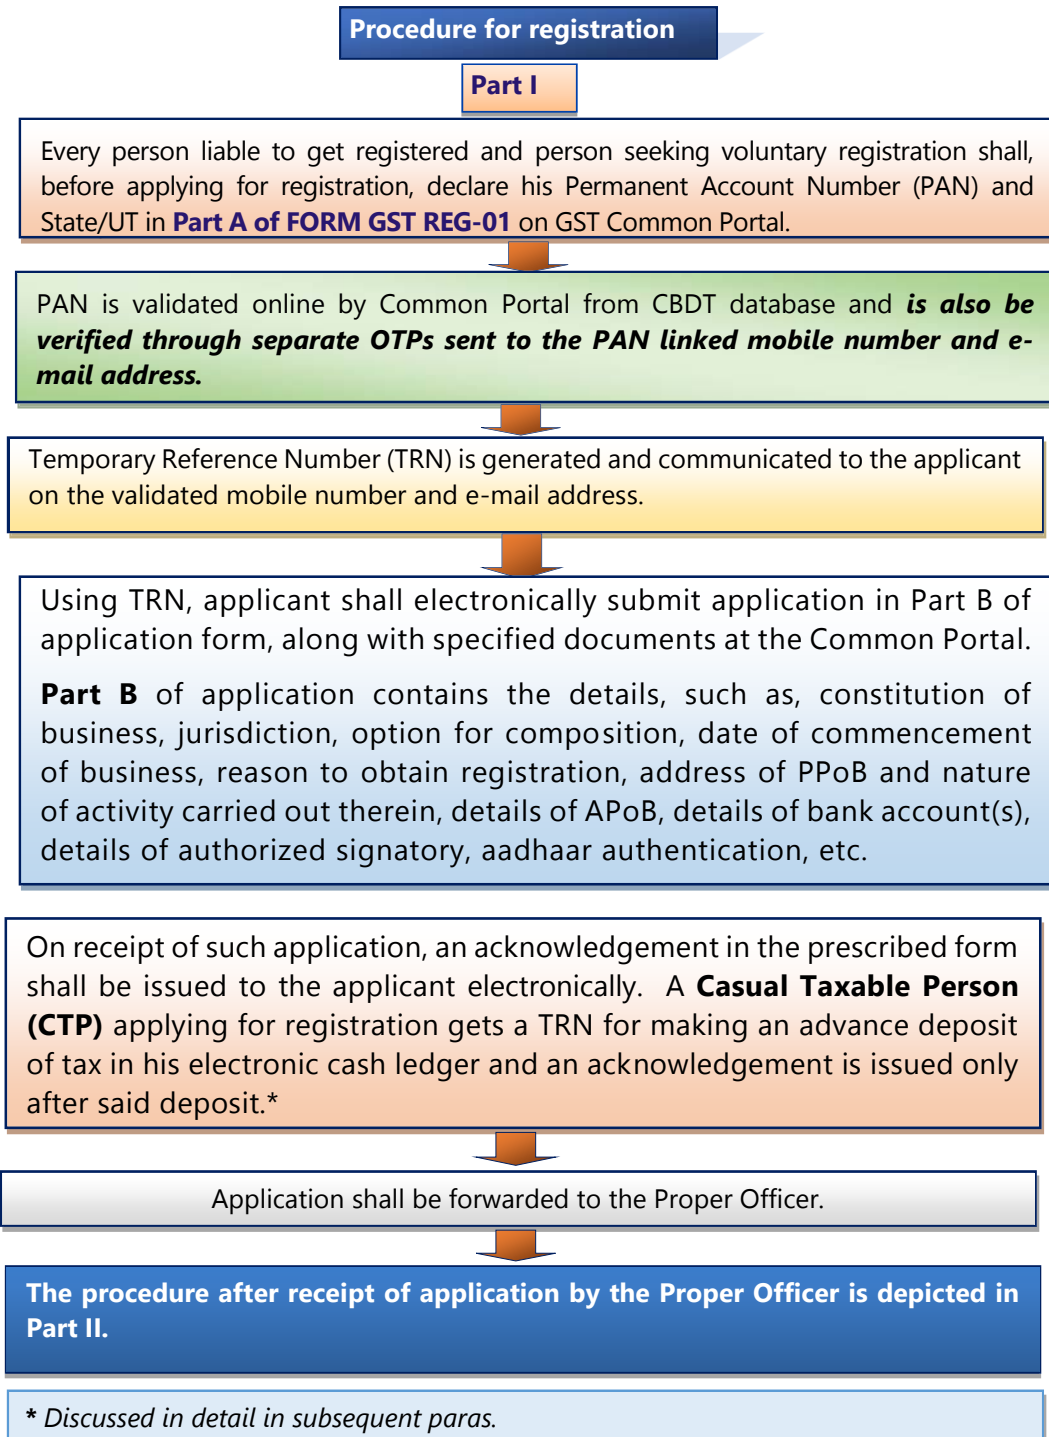 Procedure for registration
Part I
Every person liable to get registered and person seeking voluntary registration shall,
before applying for registration, declare his Permanent Account Number (PAN) and
State/UT in Part A of FORM GST REG-01 on GST Common Portal.
PAN is validated online by Common Portal from CBDT database and is also be
verified through separate OTPs sent to the PAN linked mobile number and e-
mail address.
Temporary Reference Number (TRN) is generated and communicated to the applicant
on the validated mobile number and e-mail address.
Using TRN, applicant shall electronically submit application in Part B of
application form, along with specified documents at the Common Portal.
Part B of application contains the details, such as, constitution of
business, jurisdiction, option for composition, date of commencement
of business, reason to obtain registration, address of PPoB and nature
of activity carried out therein, details of APoB, details of bank account(s),
details of authorized signatory, aadhaar authentication, etc.
On receipt of such application, an acknowledgement in the prescribed form
shall be issued to the applicant electronically. A Casual Taxable Person
(CTP) applying for registration gets a TRN for making an advance deposit
of tax in his electronic cash ledger and an acknowledgement is issued only
after said deposit.*
Application shall be forwarded to the Proper Officer.
The procedure after receipt of application by the Proper Officer is depicted in
Part II.
* Discussed in detail in subsequent paras.